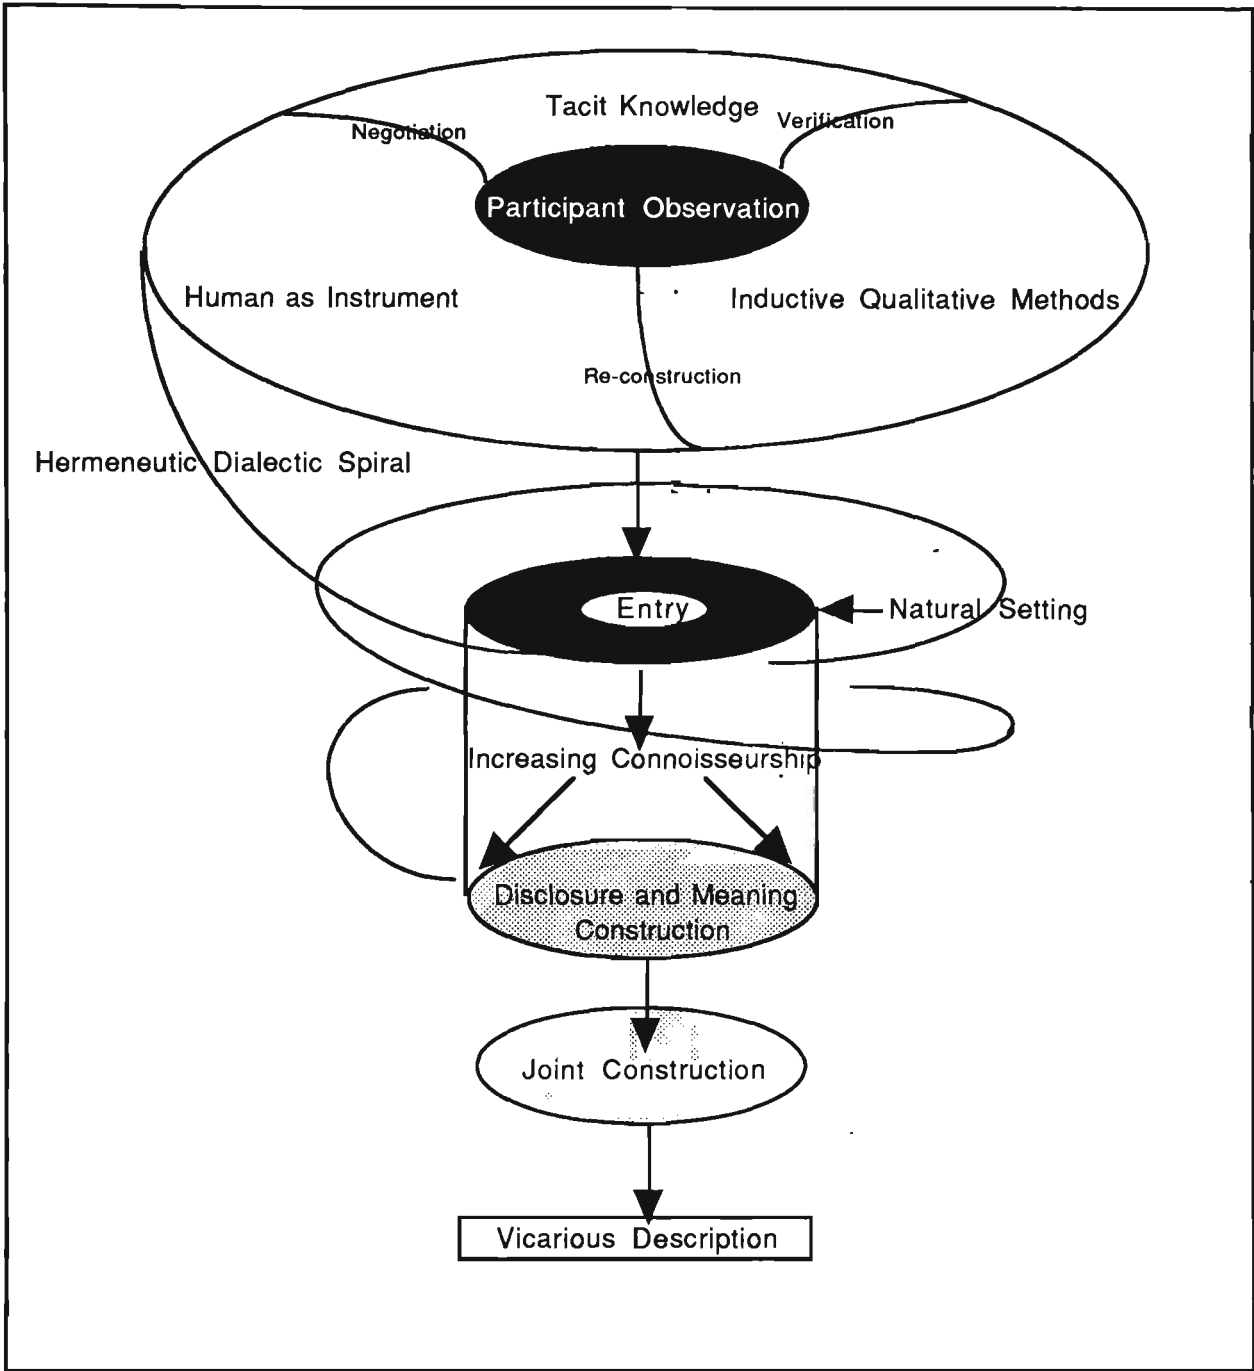 Tacit Knowledge
Negotiation
Verification
Participant Observation
Human as Instrument
Inductive Qualitative Methods
Re-construction
Hermeneutic Dialectic Spiral
Entry
Natural Setting
Increasing Connoisseurship
Disclosure and Meaning
Construction
Joint Construction
Vicarious Description